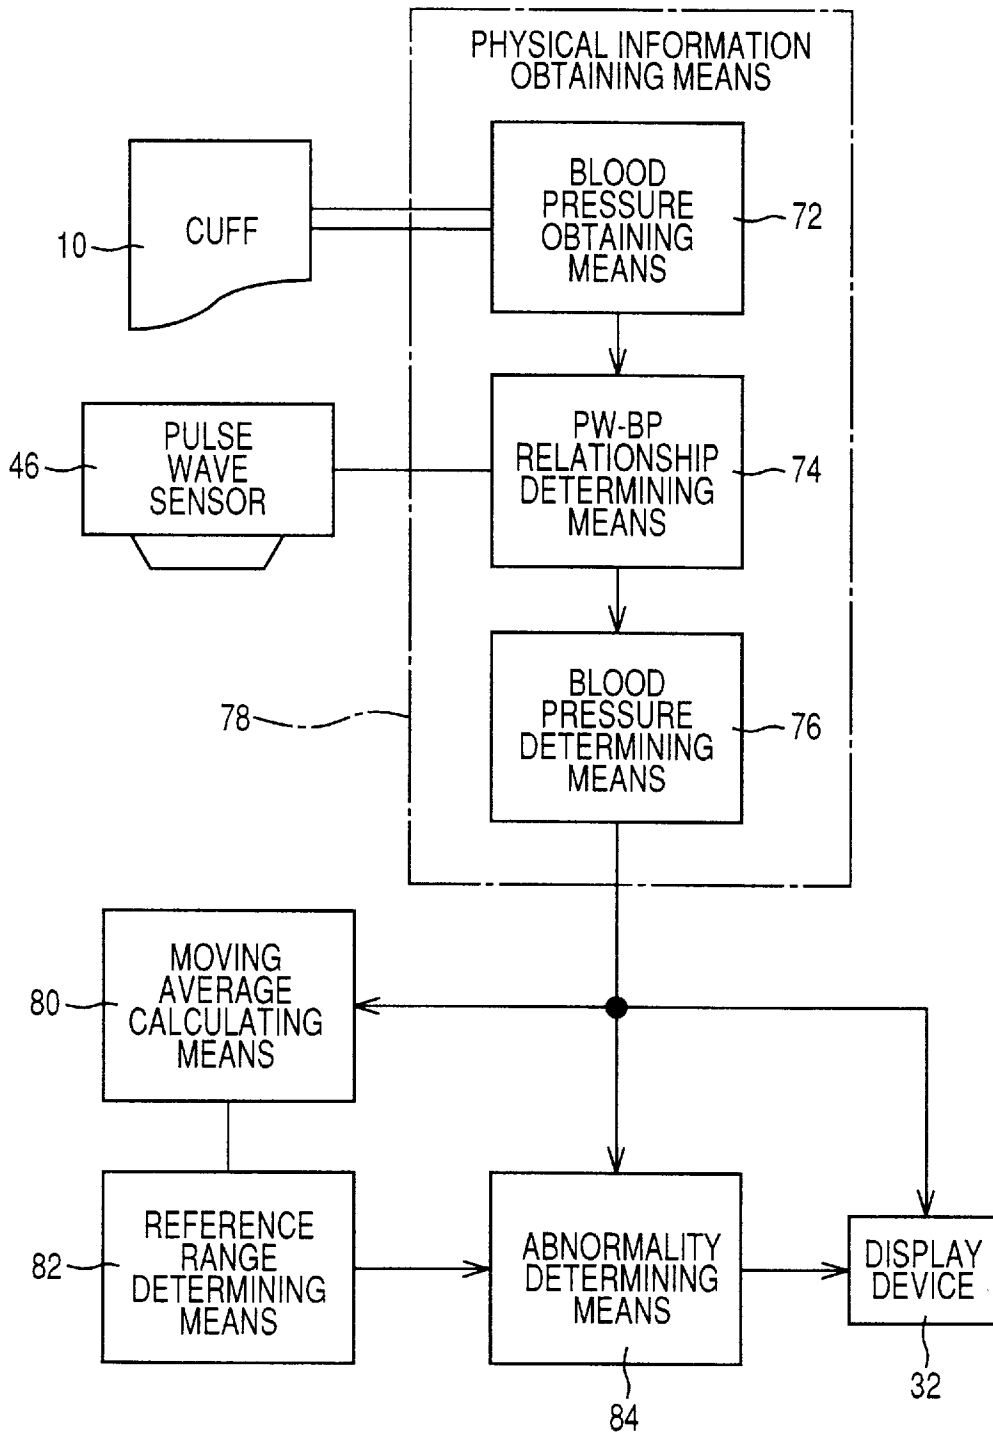 PHYSICAL INFORMATION
OBTAINING MEANS
CUFF
10
BLOOD
PRESSURE
OBTAINING
MEANS
72
PULSE
WAVE
SENSOR
46
PW-BP
RELATIONSHIP
DETERMINING
MEANS
74
BLOOD
PRESSURE
DETERMINING
MEANS
76
78
MOVING
AVERAGE
CALCULATING
MEANS
80
REFERENCE
RANGE
DETERMINING
MEANS
82
ABNORMALITY
DETERMINING
MEANS
84
DISPLAY
DEVICE
32